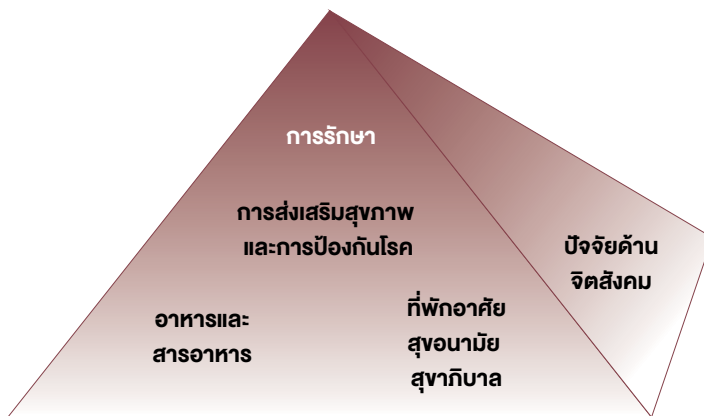 การรักษา
การส่งเสริมสุขภาพ
และการป้องกันโรค
ปัจจัยด้าน
จิตสังคม
อาหารและ
สารอาหาร
ที่พักอาศัย
สุขอนามัย
สุขาภิบาล